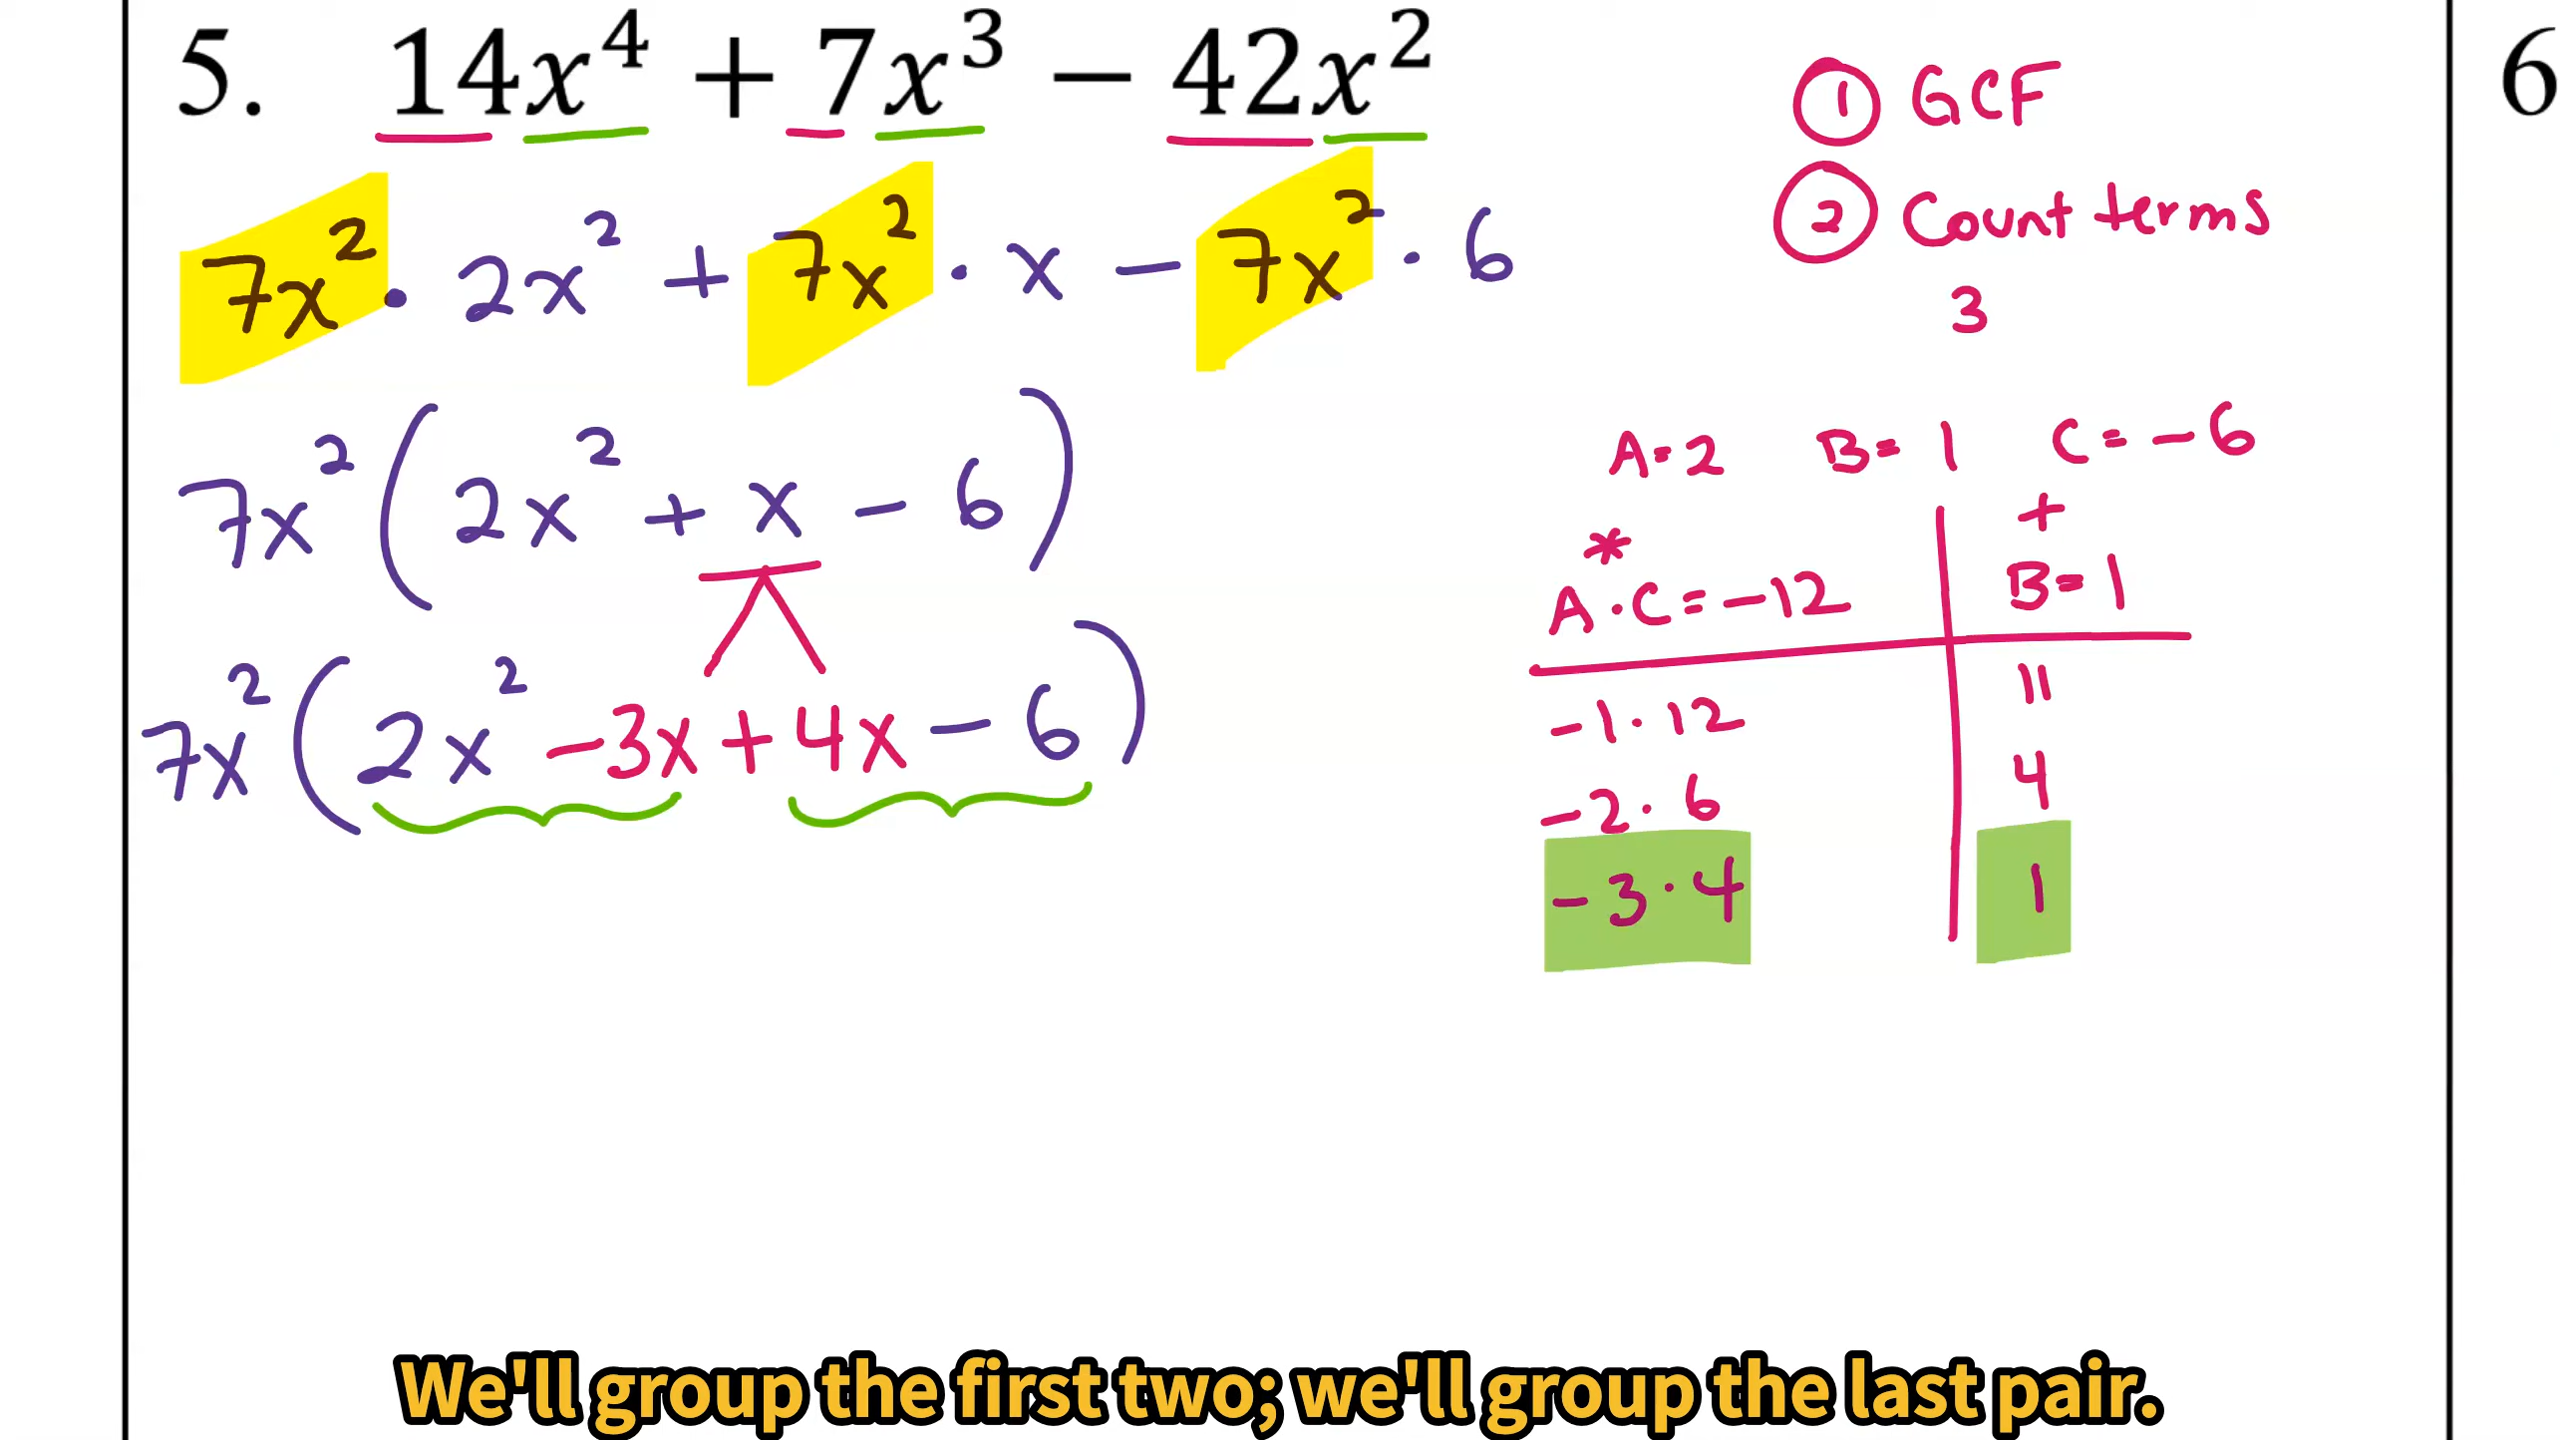 5. 14x⁴ + 7x³ − 42x²
7x² · 2x² + 7x² · x − 7x² · 6
7x² (2x² + x − 6)
7x² (2x² − 3x + 4x − 6)
① GCF
② Count terms
3
A = 2 B = 1 C = −6
* +
A · C = −12 B = 1
−1 · 12 11
−2 · 6 4
−3 · 4 1
6
We'll group the first two; we'll group the last pair.